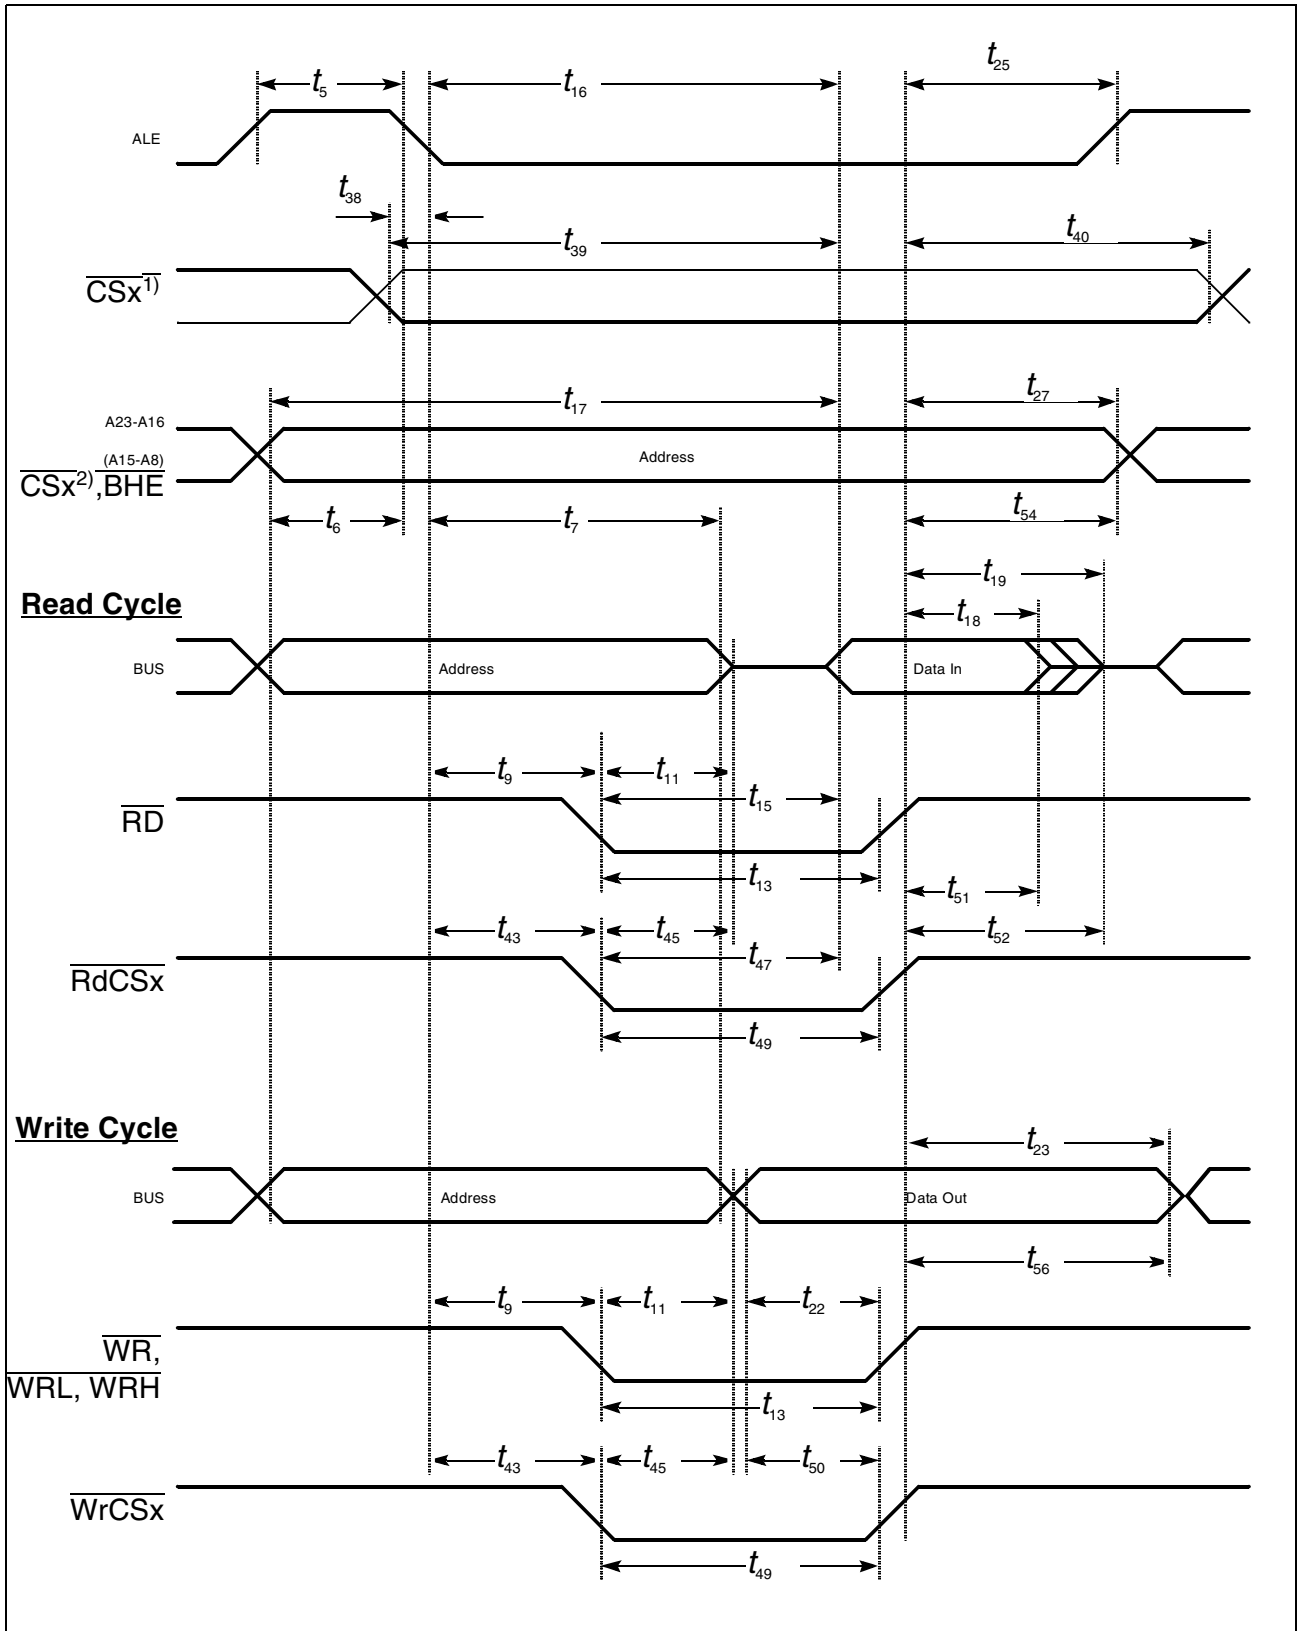 t5 t16 t25
ALE
t38
t39 t40
CSx1)
t17 t27
A23-A16
(A15-A8)
Address
CSx2),BHE
t6 t7 t54
t19
Read Cycle
t18
BUS Address Data In
t9 t11
t15
RD
t13 t51
t43 t45 t52
t47
RdCSx
t49
Write Cycle
t23
BUS Address Data Out
t56
t9 t11 t22
WR,
WRL, WRH
t13
t43 t45 t50
WrCSx
t49